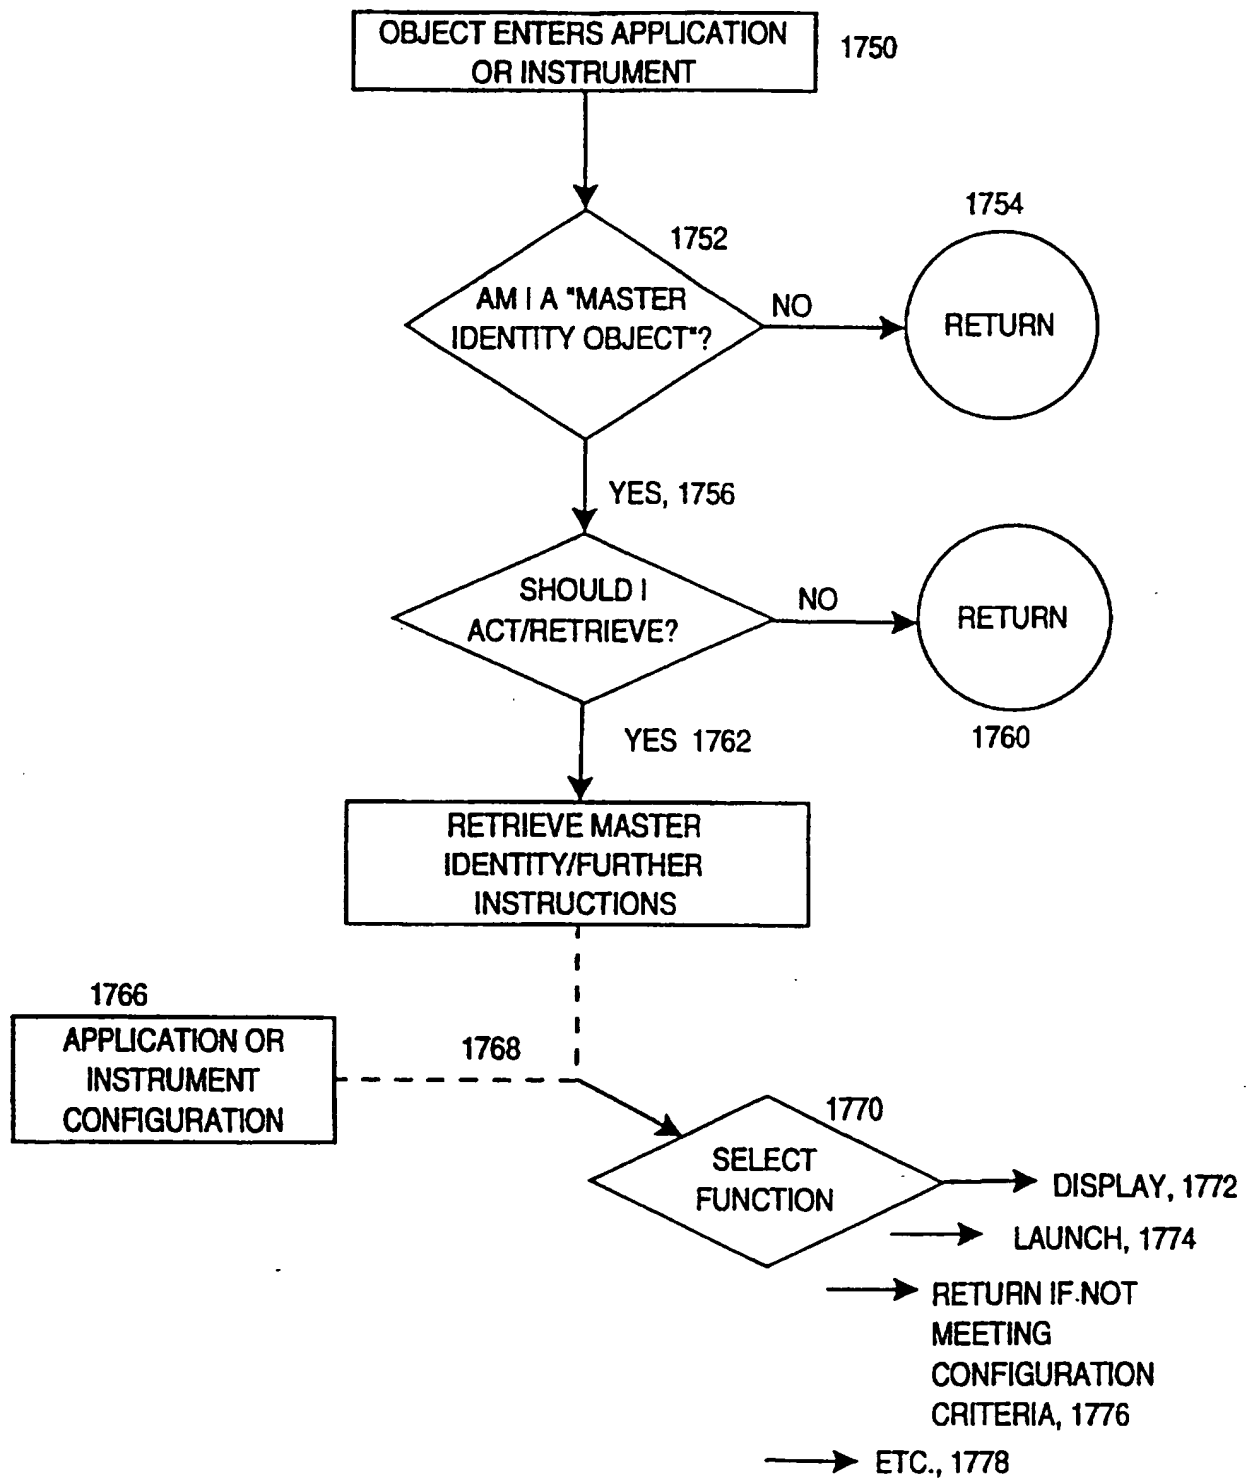 OBJECT ENTERS APPLICATION
OR INSTRUMENT
1750
1752
AM I A "MASTER
IDENTITY OBJECT"?
NO
1754
RETURN
YES, 1756
SHOULD I
ACT/RETRIEVE?
NO
RETURN
1760
YES 1762
RETRIEVE MASTER
IDENTITY/FURTHER
INSTRUCTIONS
1766
APPLICATION OR
INSTRUMENT
CONFIGURATION
1768
1770
SELECT
FUNCTION
DISPLAY, 1772
LAUNCH, 1774
RETURN IF NOT
MEETING
CONFIGURATION
CRITERIA, 1776
ETC., 1778